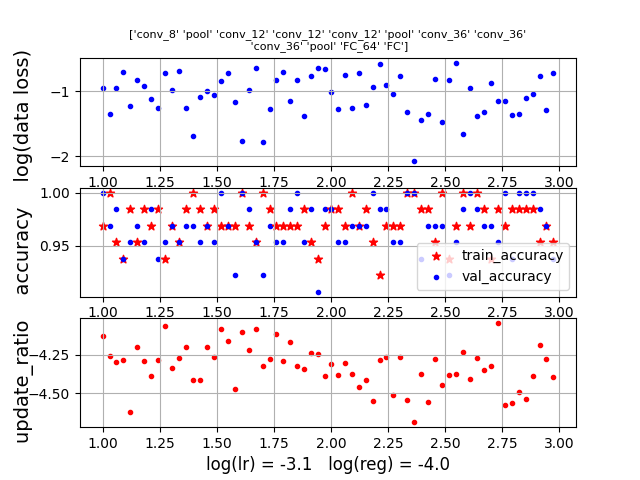 ['conv_8' 'pool' 'conv_12' 'conv_12' 'conv_12' 'pool' 'conv_36' 'conv_36'
'conv_36' 'pool' 'FC_64' 'FC']
log(data loss)
−1
−2
1.00 1.25 1.50 1.75 2.00 2.25 2.50 2.75 3.00
accuracy
1.00
0.95
train_accuracy
val_accuracy
1.00 1.25 1.50 1.75 2.00 2.25 2.50 2.75 3.00
update_ratio
−4.25
−4.50
1.00 1.25 1.50 1.75 2.00 2.25 2.50 2.75 3.00
log(lr) = -3.1 log(reg) = -4.0